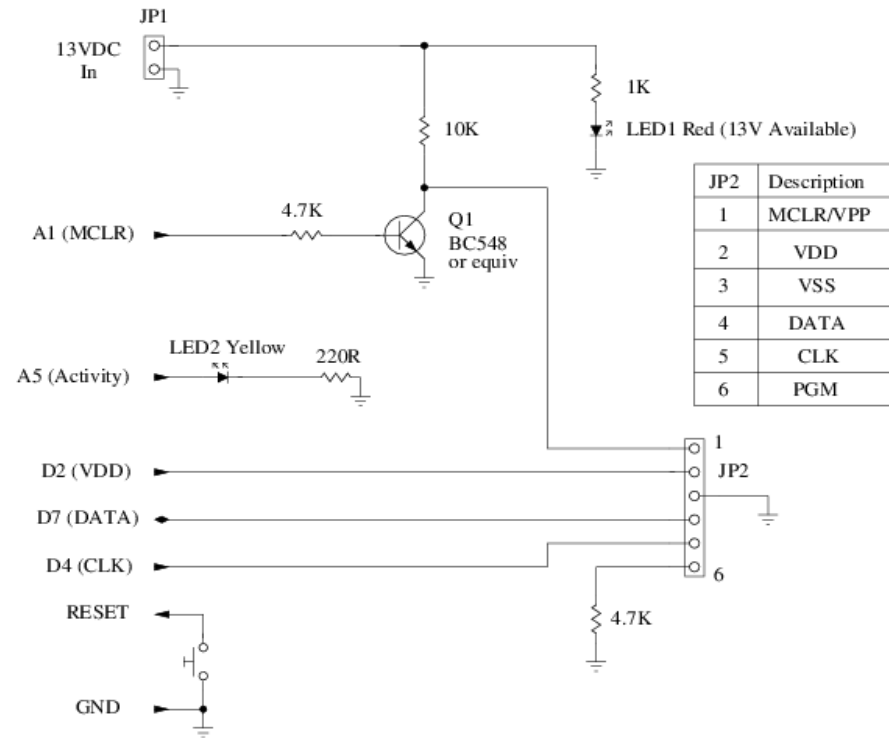 JP1
13VDC
In
1K
10K
LED1 Red (13V Available)
JP2 Description
1 MCLR/VPP
2 VDD
3 VSS
4 DATA
5 CLK
6 PGM
4.7K
A1 (MCLR)
Q1
BC548
or equiv
LED2 Yellow
220R
A5 (Activity)
1
JP2
D2 (VDD)
D7 (DATA)
D4 (CLK)
6
RESET
4.7K
GND